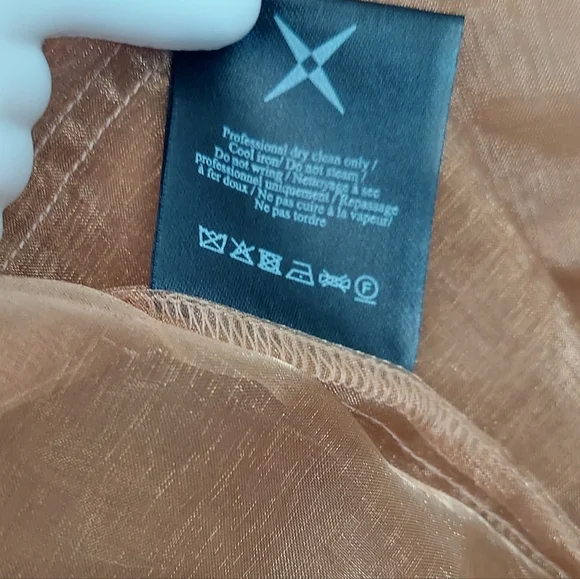 Professional dry clean only /
Cool iron/ Do not steam /
Do not wring / Nettoyage à see
professionnel uniquement / Repassage
à fer doux / Ne pas cuire à la vapeur/
Ne pas tordre
F